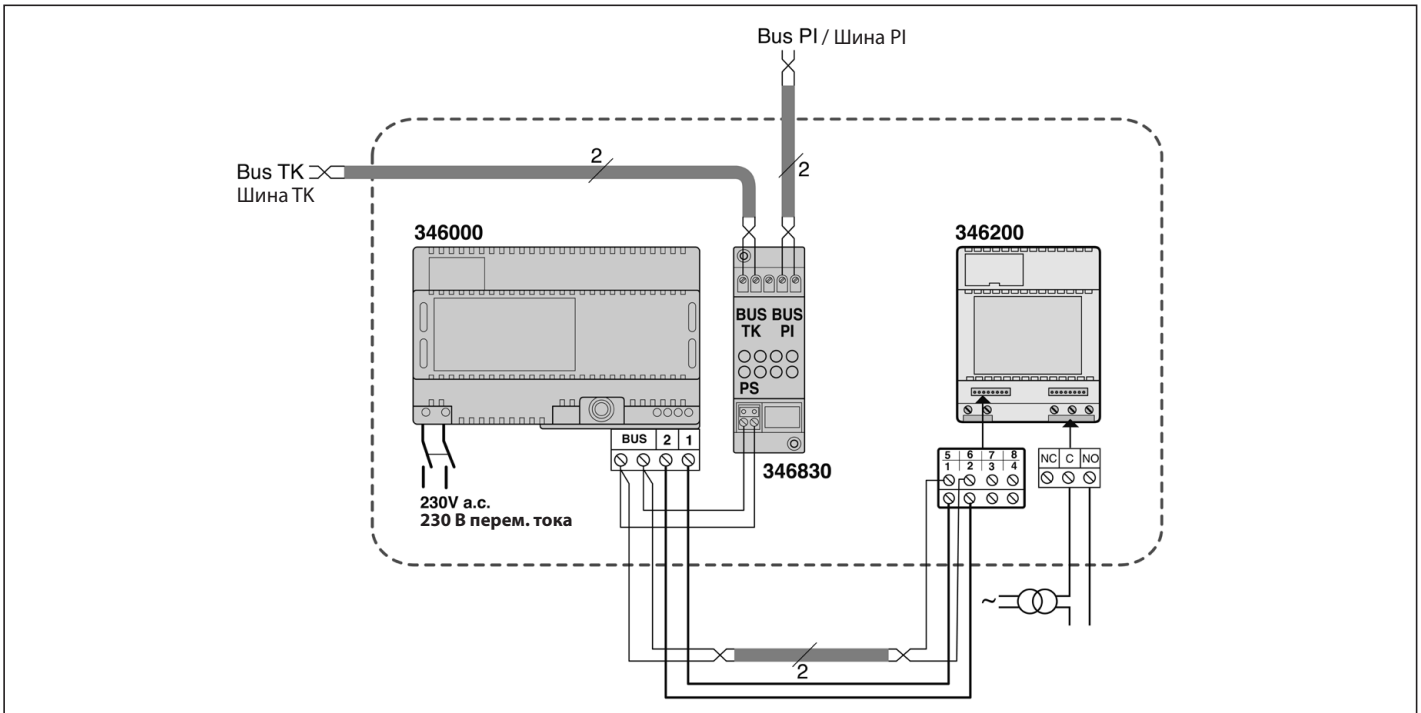 Bus PI / Шина PI
2
2
Bus TK
Шина TK
346000
346200
BUS BUS
TK PI
PS
BUS 2 1
346830
5 6 7 8
1 2 3 4
NC C NO
230V a.c.
230 В перем. тока
~
2